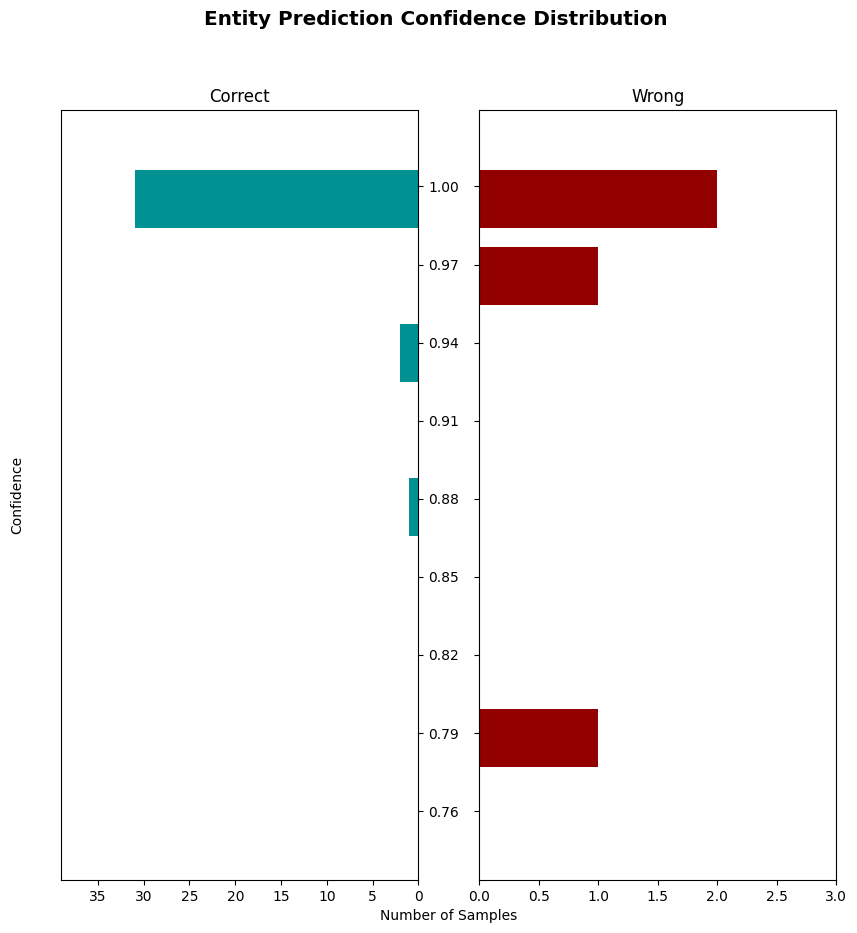 Entity Prediction Confidence Distribution
Correct
Wrong
1.00
0.97
0.94
0.91
0.88
0.85
0.82
0.79
0.76
Confidence
35 30 25 20 15 10 5 0
0.0 0.5 1.0 1.5 2.0 2.5 3.0
Number of Samples